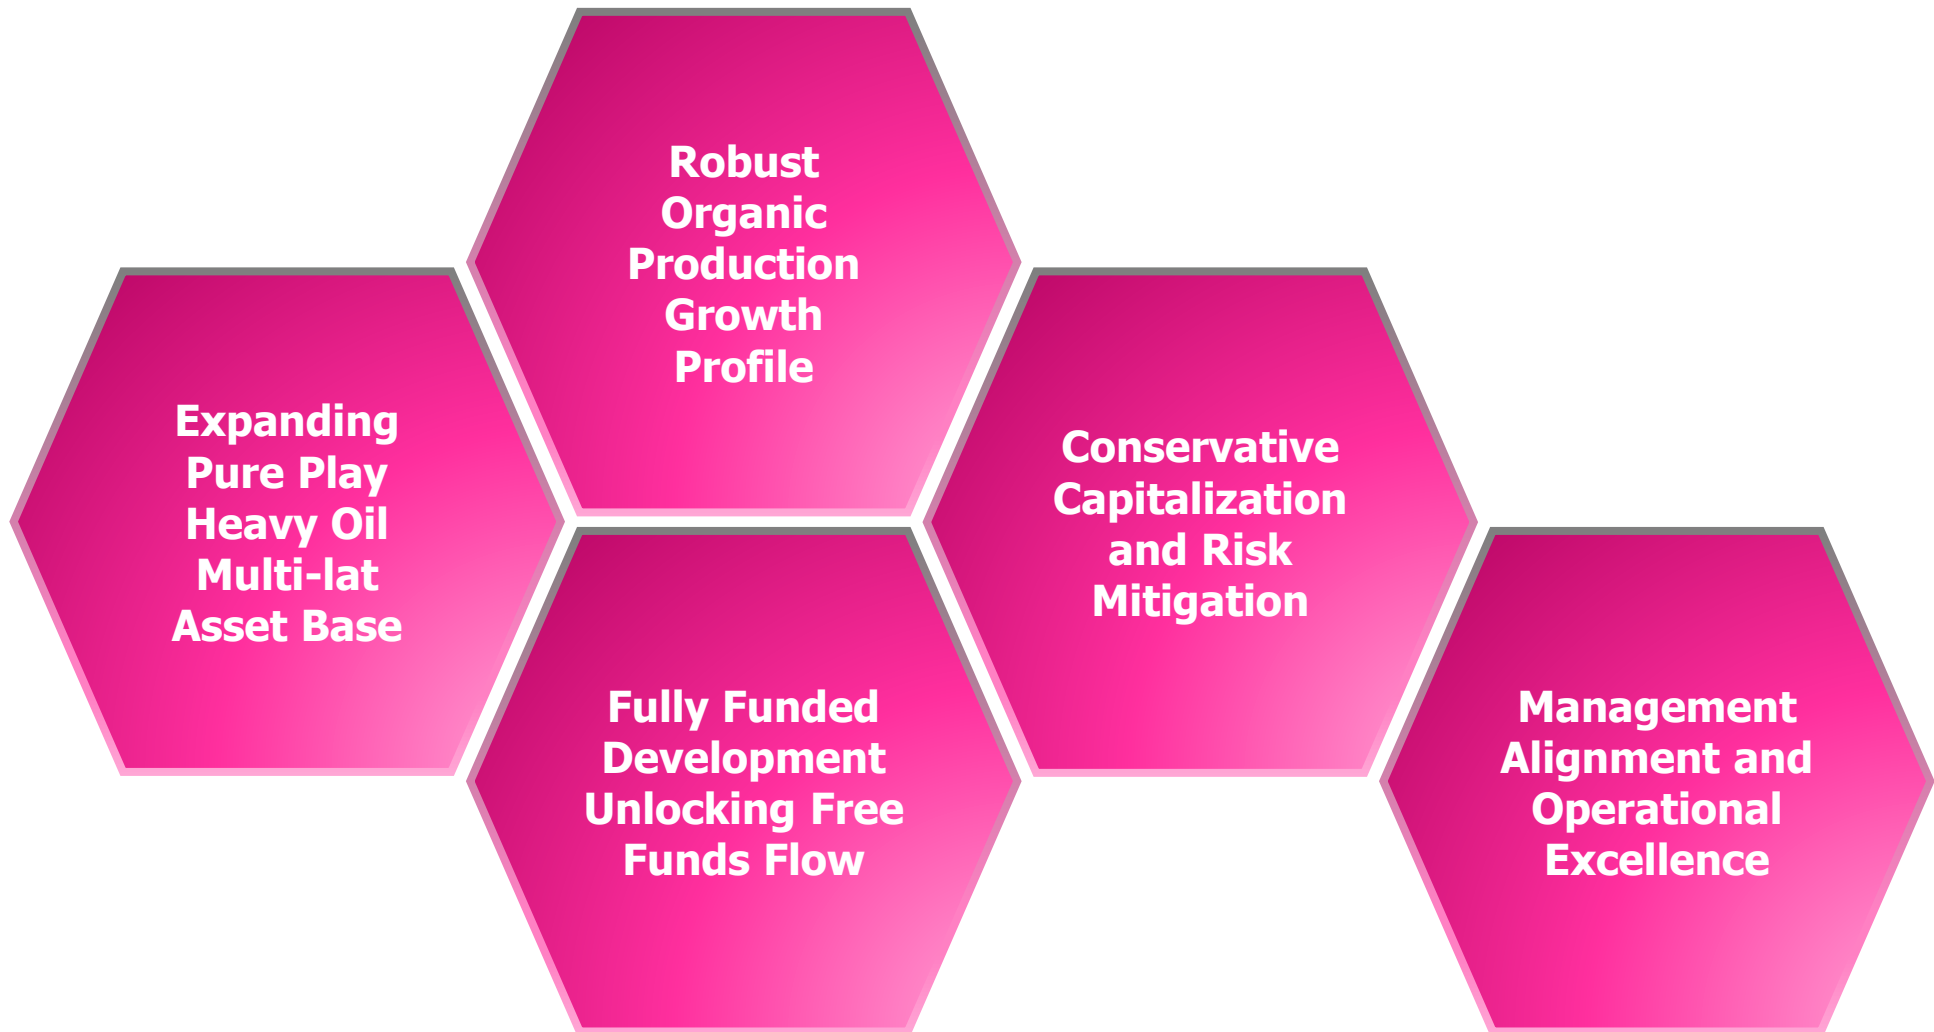 Robust
Organic
Production
Growth
Profile
Expanding
Pure Play
Heavy Oil
Multi-lat
Asset Base
Conservative
Capitalization
and Risk
Mitigation
Fully Funded
Development
Unlocking Free
Funds Flow
Management
Alignment and
Operational
Excellence